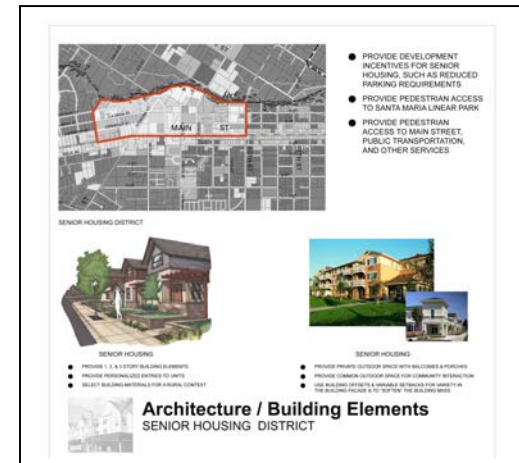 ● PROVIDE DEVELOPMENT
INCENTIVES FOR SENIOR
HOUSING, SUCH AS REDUCED
PARKING REQUIREMENTS
● PROVIDE PEDESTRIAN ACCESS
TO SANTA MARIA LINEAR PARK
● PROVIDE PEDESTRIAN
ACCESS TO MAIN STREET,
PUBLIC TRANSPORTATION,
AND OTHER SERVICES
MAIN ST
SENIOR HOUSING DISTRICT
SENIOR HOUSING
● PROVIDE 1, 2, & 3 STORY BUILDING ELEMENTS
● PROVIDE PERSONALIZED ENTRIES TO UNITS
● SELECT BUILDING MATERIALS FOR A RURAL CONTEXT
SENIOR HOUSING
● PROVIDE PRIVATE OUTDOOR SPACE WITH BALCONIES & PORCHES
● PROVIDE COMMON OUTDOOR SPACE FOR COMMUNITY INTERACTION
● USE BUILDING OFFSETS & VARIABLE SETBACKS FOR VARIETY IN
THE BUILDING FACADE & TO "SOFTEN" THE BUILDING MASS
Architecture / Building Elements
SENIOR HOUSING DISTRICT